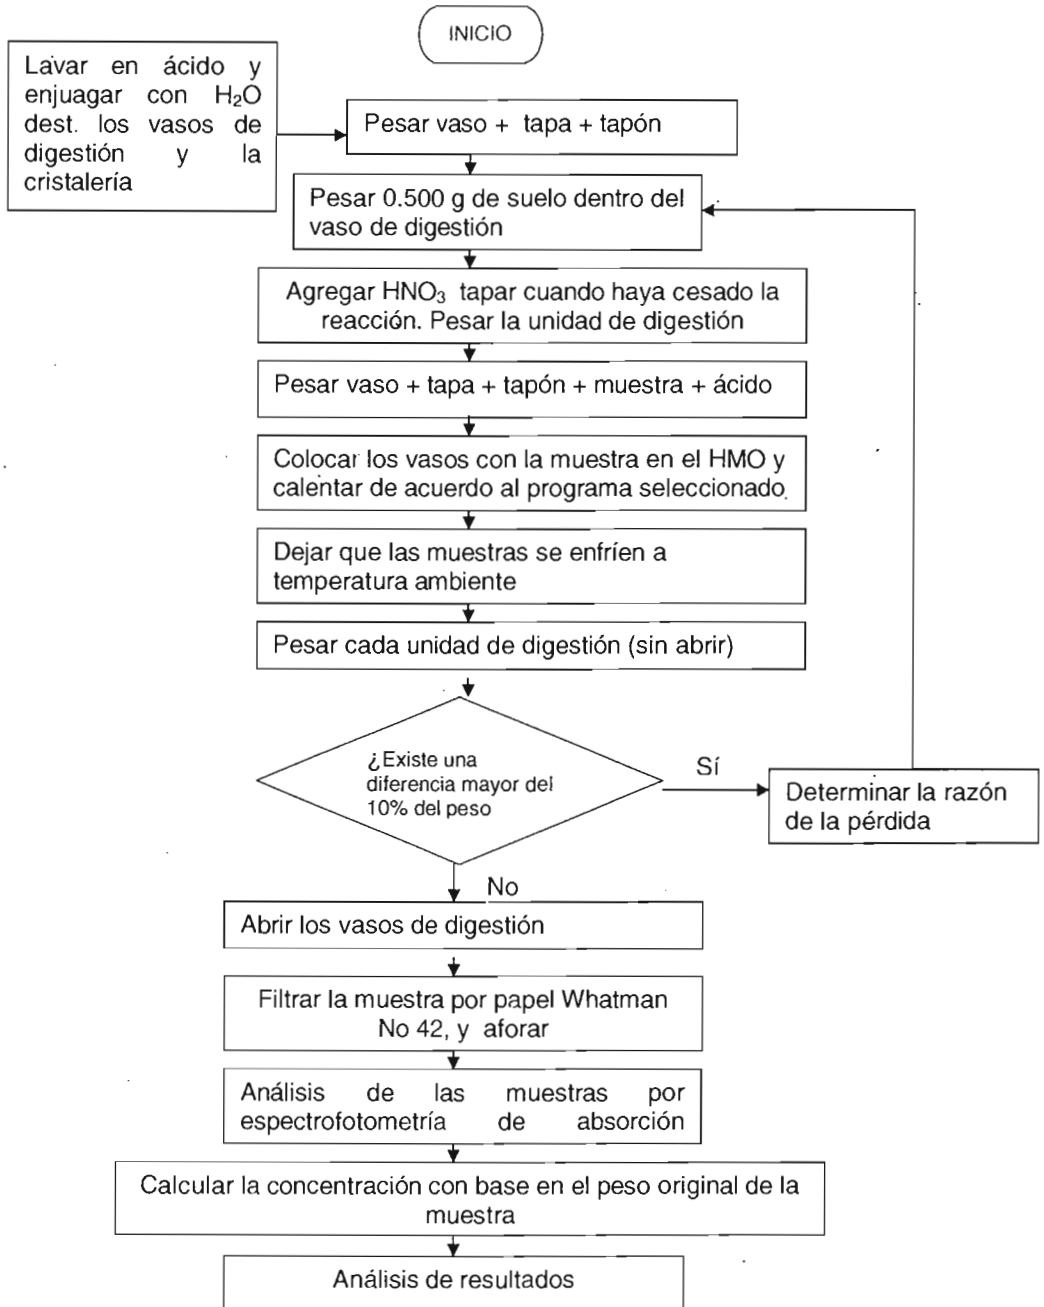 INICIO
Lavar en ácido y
enjuagar con H₂O
dest. los vasos de
digestión y la
cristalería
Pesar vaso + tapa + tapón
Pesar 0.500 g de suelo dentro del
vaso de digestión
Agregar HNO₃ tapar cuando haya cesado la
reacción. Pesar la unidad de digestión
Pesar vaso + tapa + tapón + muestra + ácido
Colocar los vasos con la muestra en el HMO y
calentar de acuerdo al programa seleccionado.
Dejar que las muestras se enfríen a
temperatura ambiente
Pesar cada unidad de digestión (sin abrir)
¿Existe una
diferencia mayor del
10% del peso
Sí
Determinar la razón
de la pérdida
No
Abrir los vasos de digestión
Filtrar la muestra por papel Whatman
No 42, y aforar
Análisis de las muestras por
espectrofotometría de absorción
Calcular la concentración con base en el peso original de la
muestra
Análisis de resultados